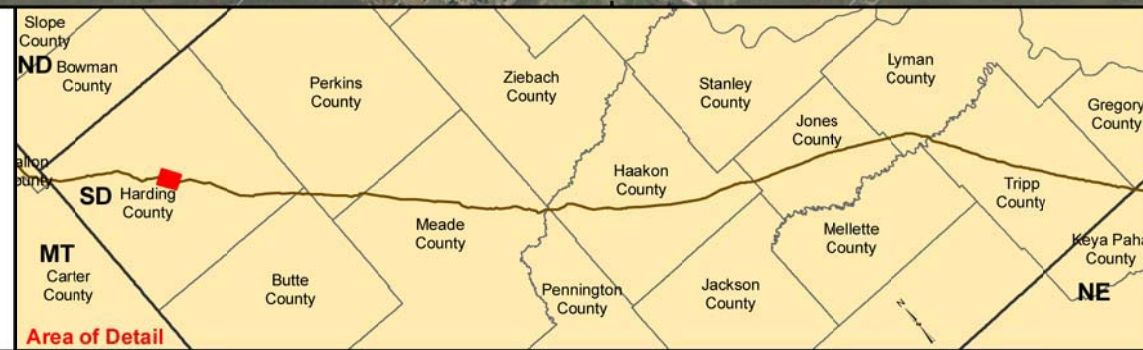 Slope
County
ND
Bowman
County
Perkins
County
Ziebach
County
Stanley
County
Lyman
County
Gregory
County
Jones
County
Haakon
County
SD
Harding
County
Tripp
County
Meade
County
Mellette
County
Keya Paha
County
MT
Carter
County
Butte
County
Pennington
County
Jackson
County
NE
N
Area of Detail